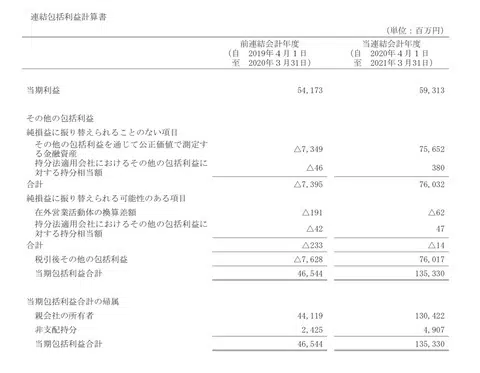 連結包括利益計算書
(単位:百万円)
前連結会計年度 当連結会計年度
(自 2019年4月1日 (自 2020年4月1日
至 2020年3月31日) 至 2021年3月31日)
当期利益 54,173 59,313
その他の包括利益
純損益に振り替えられることのない項目
その他の包括利益を通じて公正価値で測定す
る金融資産 △7,349 75,652
持分法適用会社におけるその他の包括利益に
対する持分相当額 △46 380
合計 △7,395 76,032
純損益に振り替えられる可能性のある項目
在外営業活動体の換算差額 △191 △62
持分法適用会社におけるその他の包括利益に
対する持分相当額 △42 47
合計 △233 △14
税引後その他の包括利益 △7,628 76,017
当期包括利益合計 46,544 135,330
当期包括利益合計の帰属
親会社の所有者 44,119 130,422
非支配持分 2,425 4,907
当期包括利益合計 46,544 135,330